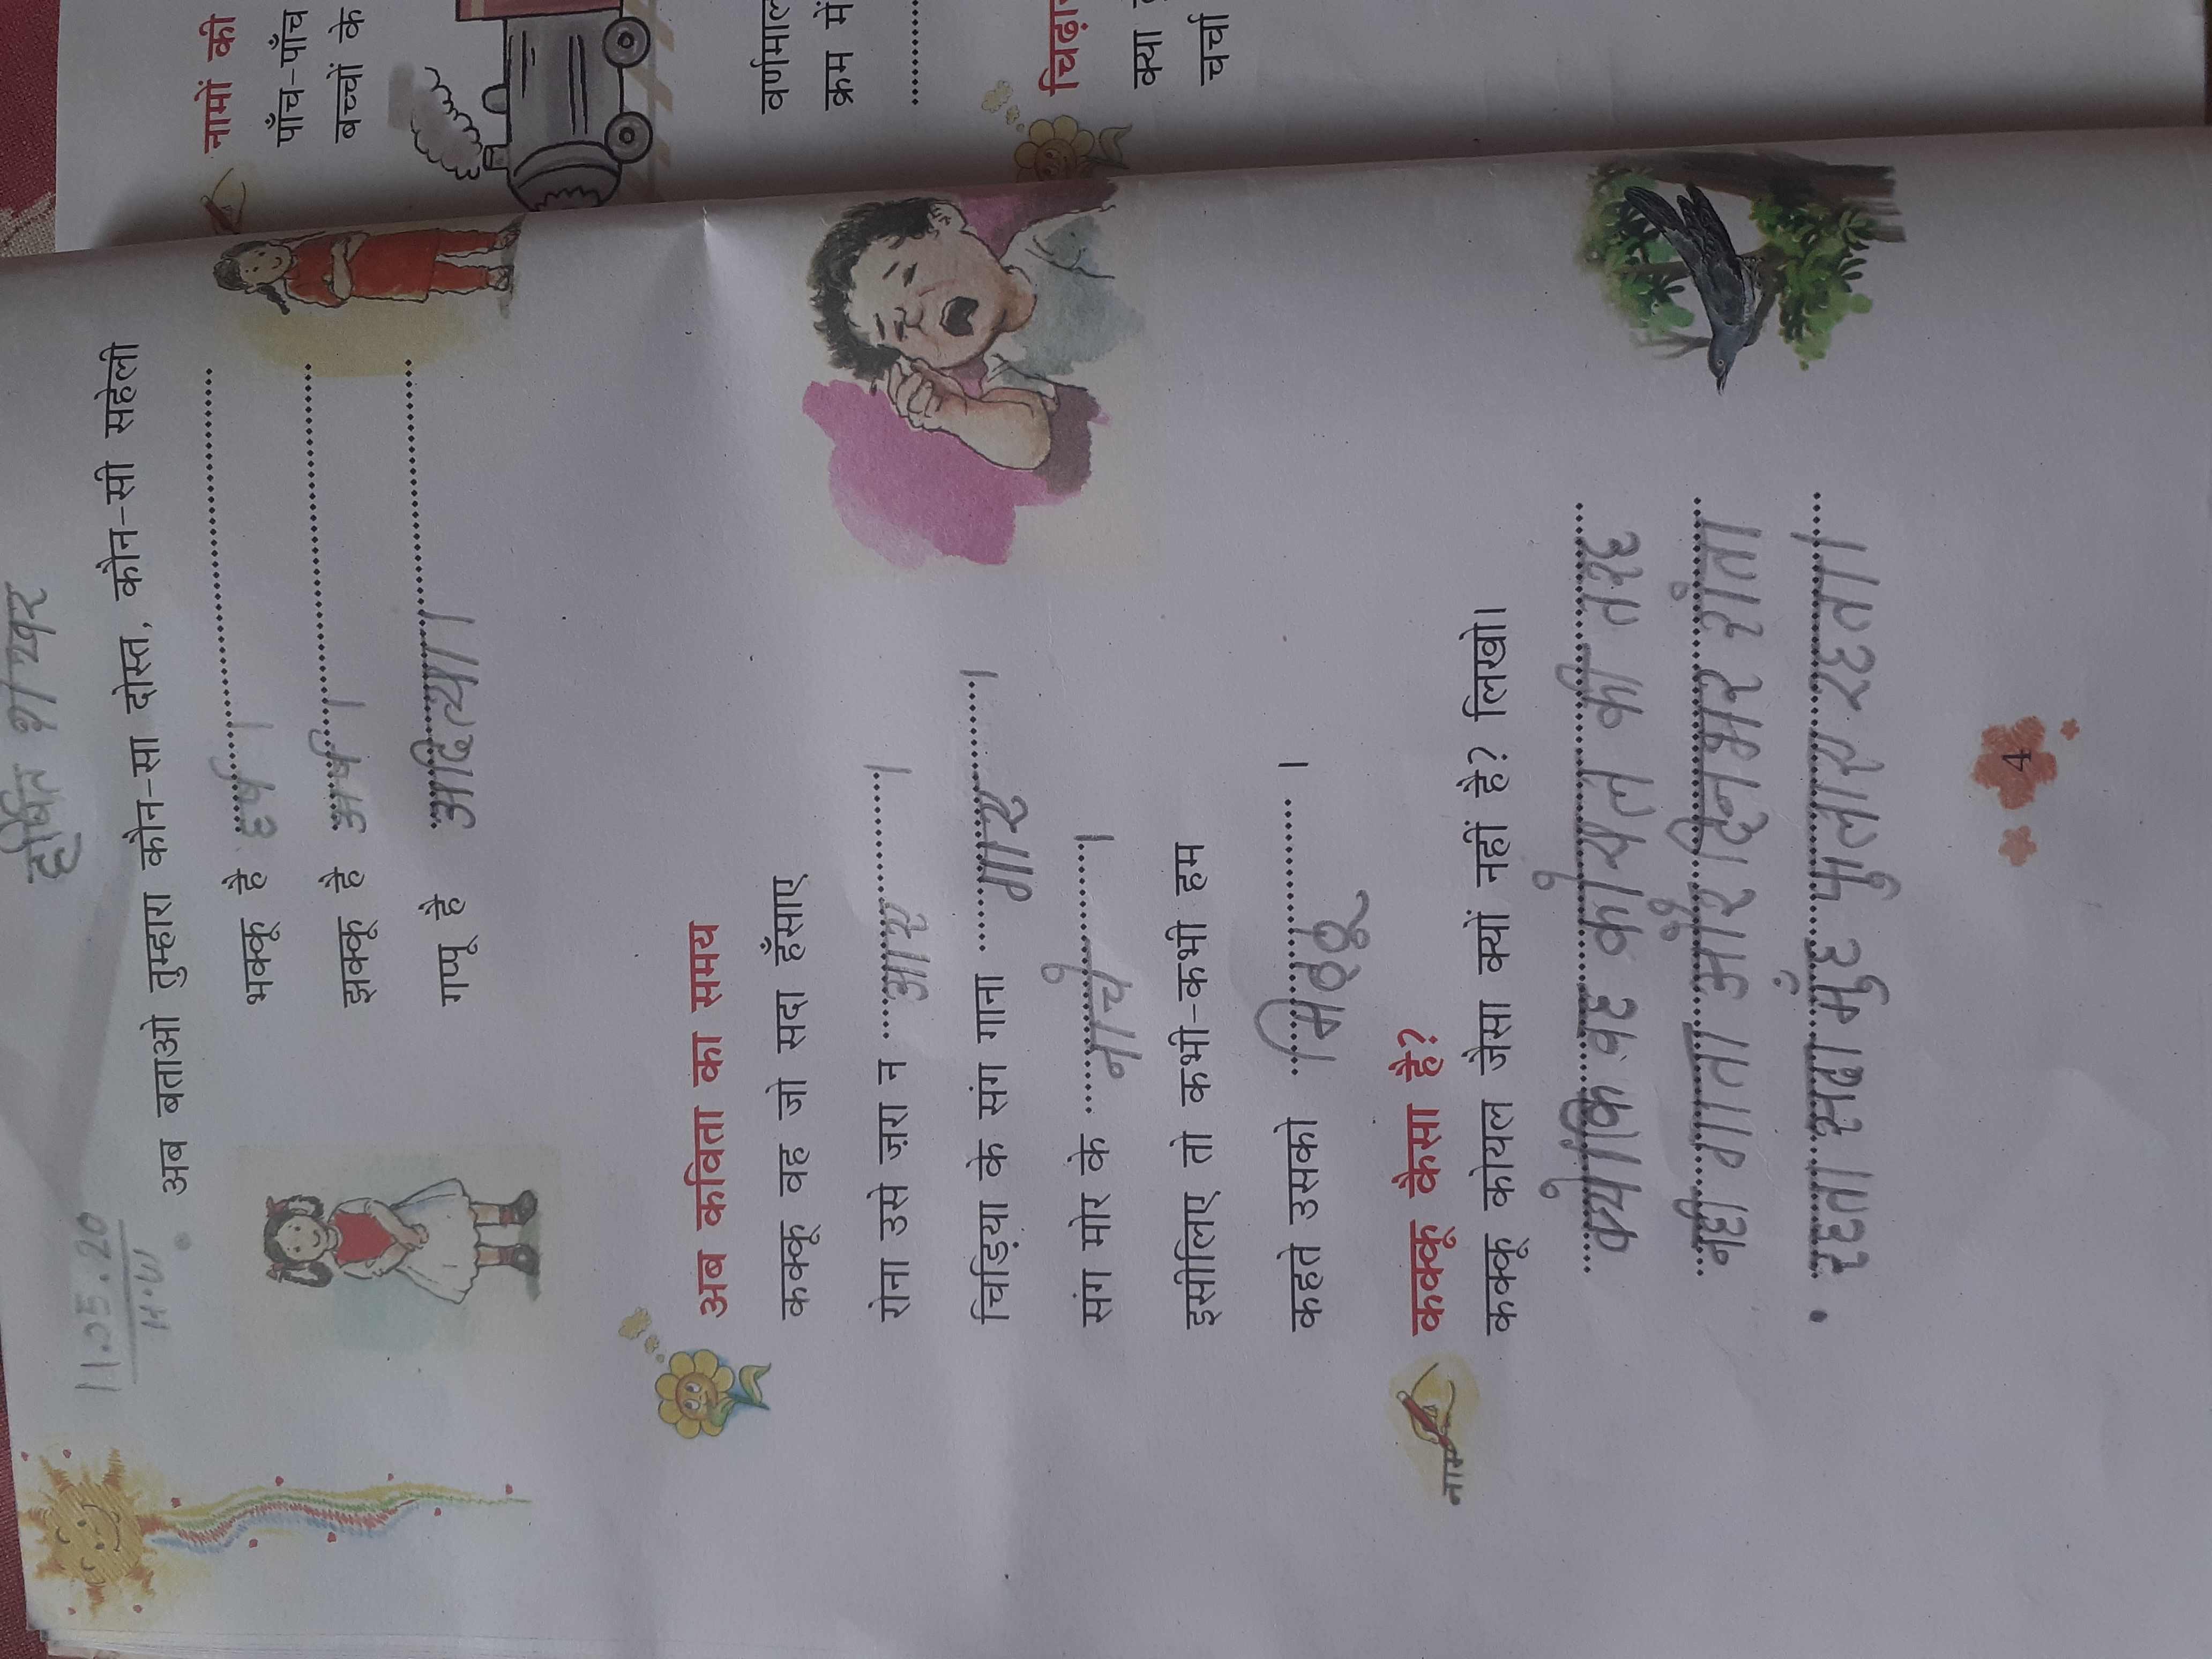 हर्षित शेखर
11.05.20
H.W
अब बताओ तुम्हारा कौन-सा दोस्त, कौन-सी सहेली
भक्कू है हर्ष।
झक्कू है अर्ष।
गप्पू है अदित्या।
अब कविता का समय
कक्कू वह जो सदा हँसाए
रोना उसे ज़रा न आए ।
चिड़िया के संग गाना गाए ।
संग मोर के नाचे ।
इसीलिए तो कभी-कभी हम
कहते उसको मिठ्ठू ।
नाम
कक्कू कैसा है?
कक्कू कोयल जैसा क्यों नहीं है? लिखो।
क्योंकि वह कोयल की तरह
नही गाता और दिनभर रोता
रहता सदा मुँह फुलाए रहता।
4
नामों की
पाँच-पाँच
बच्चों के
क्रम में
क्या
चर्चा